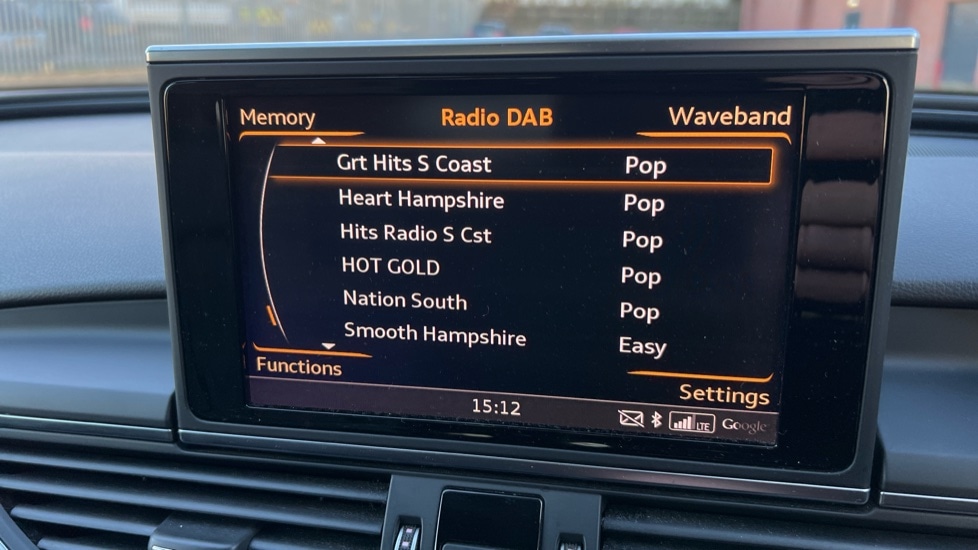 Memory Radio DAB Waveband
Grt Hits S Coast Pop
Heart Hampshire Pop
Hits Radio S Cst Pop
HOT GOLD Pop
Nation South Pop
Smooth Hampshire Easy
Functions Settings
15:12 LTE Google